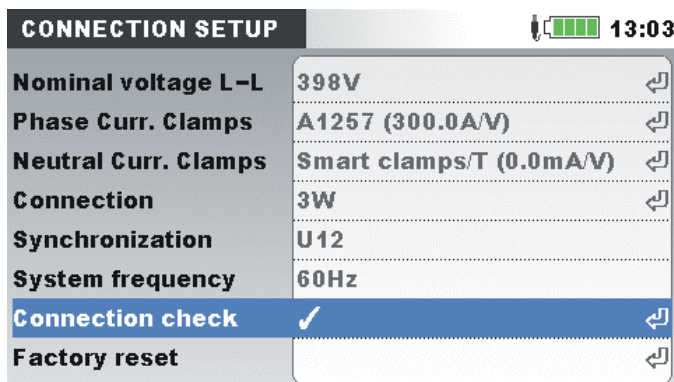 CONNECTION SETUP 13:03
Nominal voltage L-L 398V
Phase Curr. Clamps A1257 (300.0A/V)
Neutral Curr. Clamps Smart clamps/T (0.0mA/V)
Connection 3W
Synchronization U12
System frequency 60Hz
Connection check ✓
Factory reset